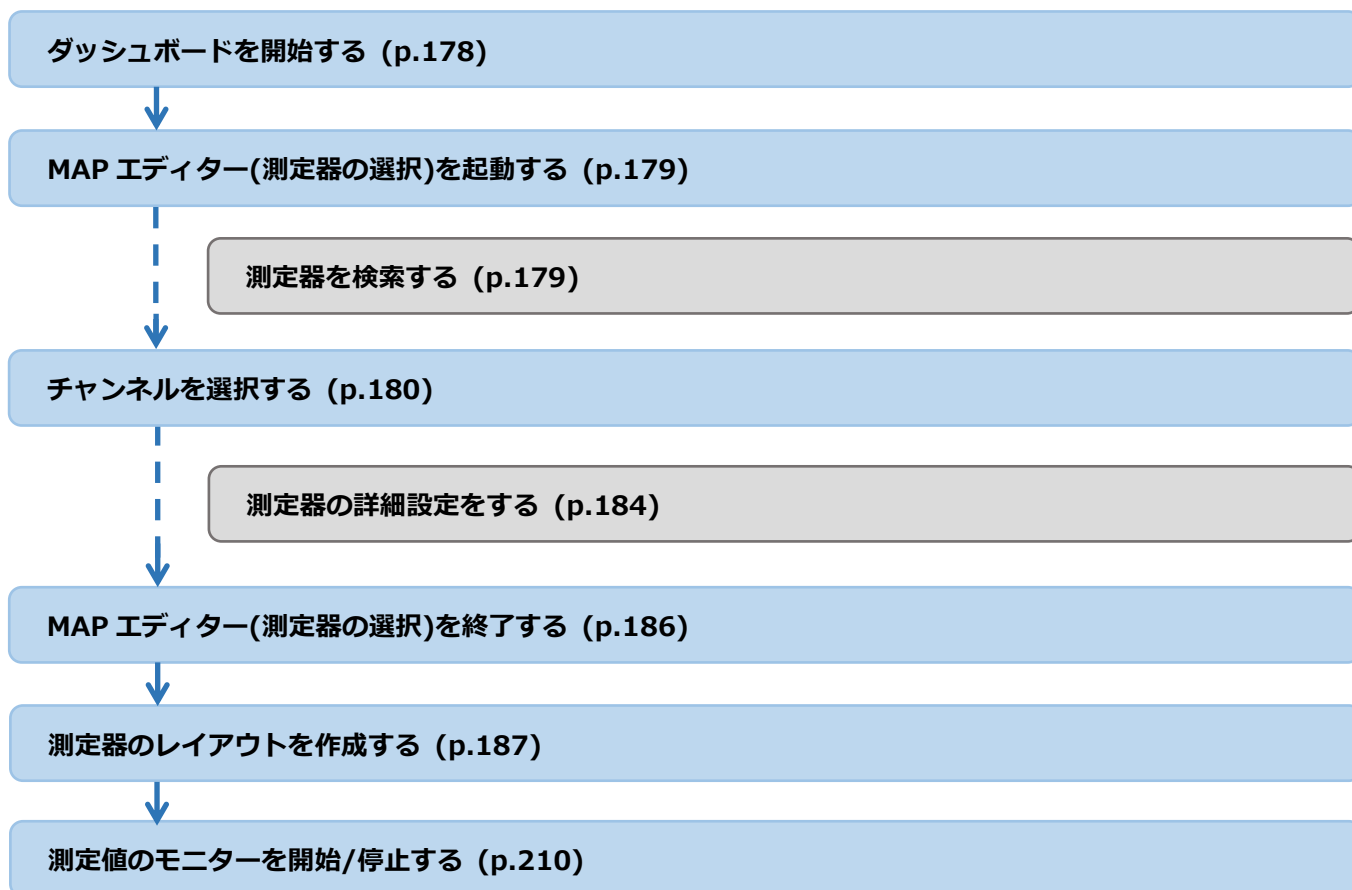 ダッシュボードを開始する (p.178)
MAP エディター(測定器の選択)を起動する (p.179)
測定器を検索する (p.179)
チャンネルを選択する (p.180)
測定器の詳細設定をする (p.184)
MAP エディター(測定器の選択)を終了する (p.186)
測定器のレイアウトを作成する (p.187)
測定値のモニターを開始/停止する (p.210)